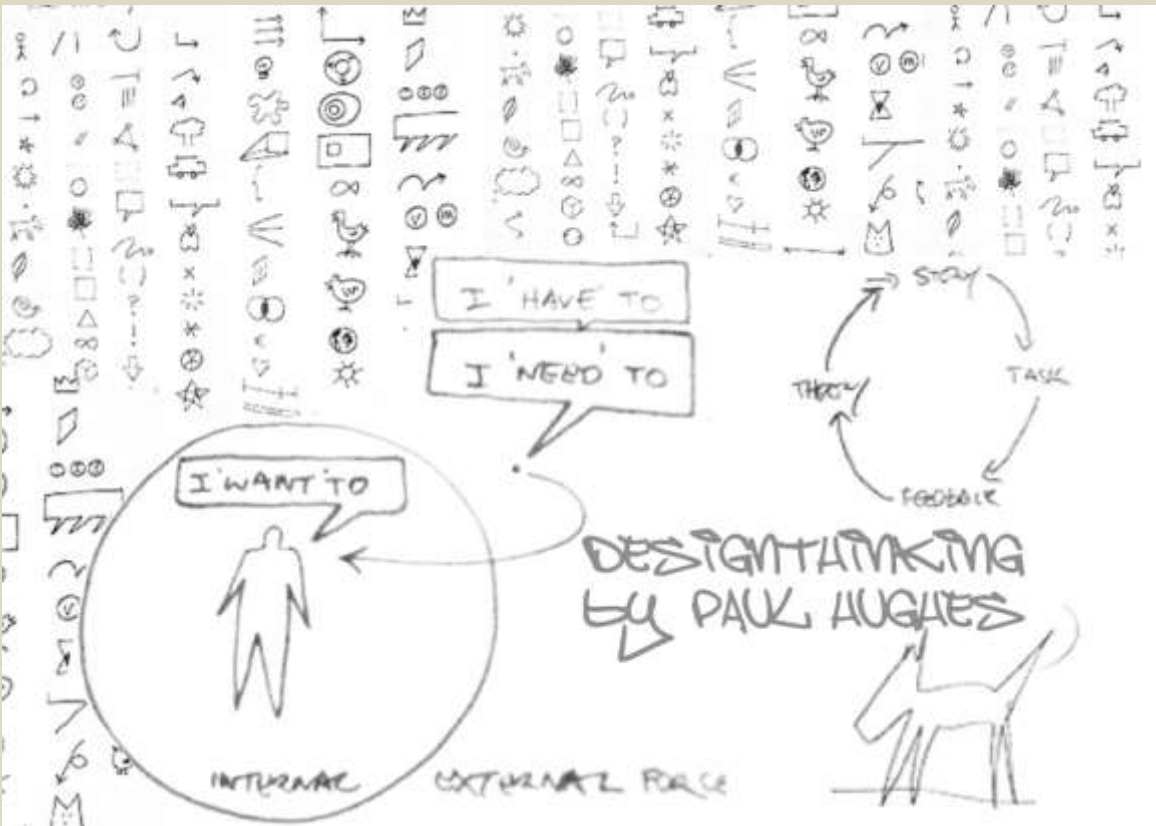 I 'HAVE' TO
I 'NEED' TO
I 'WANT' TO
STORY
TASK
FEEDBACK
THEORY
DESIGNTHINKING
by PAUL HUGHES
INTERNAL
EXTERNAL FORCE